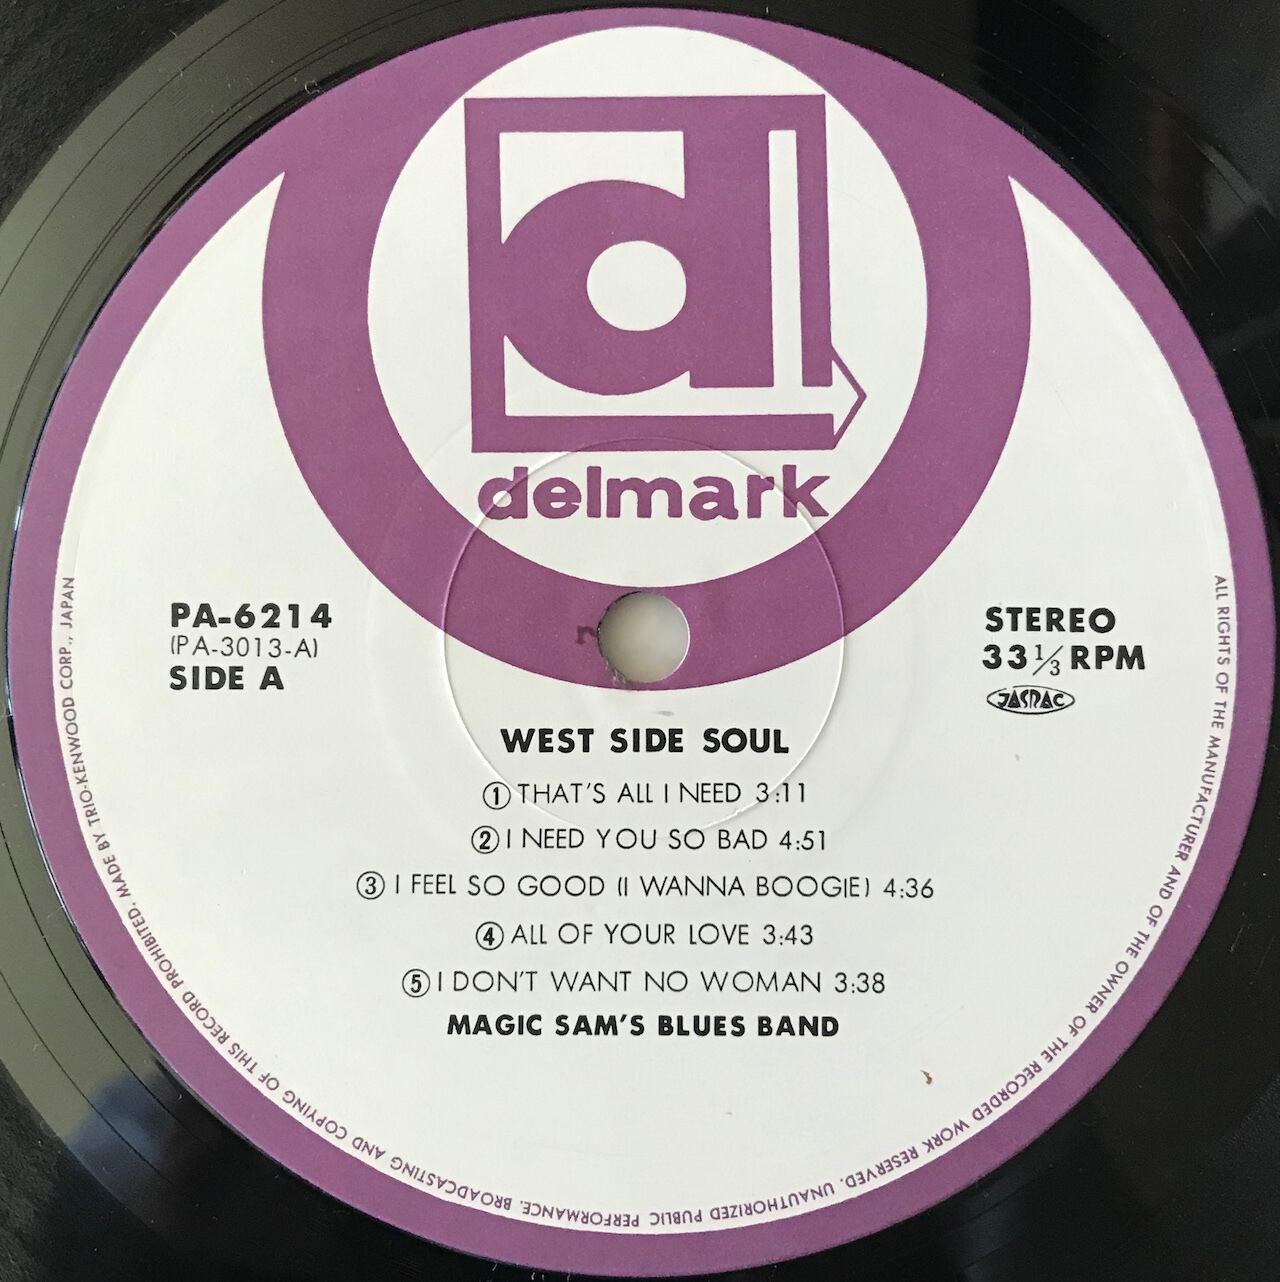 delmark
PA-6214
(PA-3013-A)
SIDE A
STEREO
33 1/3 RPM
JASRAC
WEST SIDE SOUL
① THAT'S ALL I NEED 3:11
② I NEED YOU SO BAD 4:51
③ I FEEL SO GOOD (I WANNA BOOGIE) 4:36
④ ALL OF YOUR LOVE 3:43
⑤ I DON'T WANT NO WOMAN 3:38
MAGIC SAM'S BLUES BAND
ALL RIGHTS OF THE MANUFACTURER AND OF THE OWNER OF THE RECORDED WORK RESERVED. UNAUTHORIZED PUBLIC PERFORMANCE. BROADCASTING AND COPYING OF THIS RECORD PROHIBITED. MADE BY TRIO-KENWOOD CORP., JAPAN